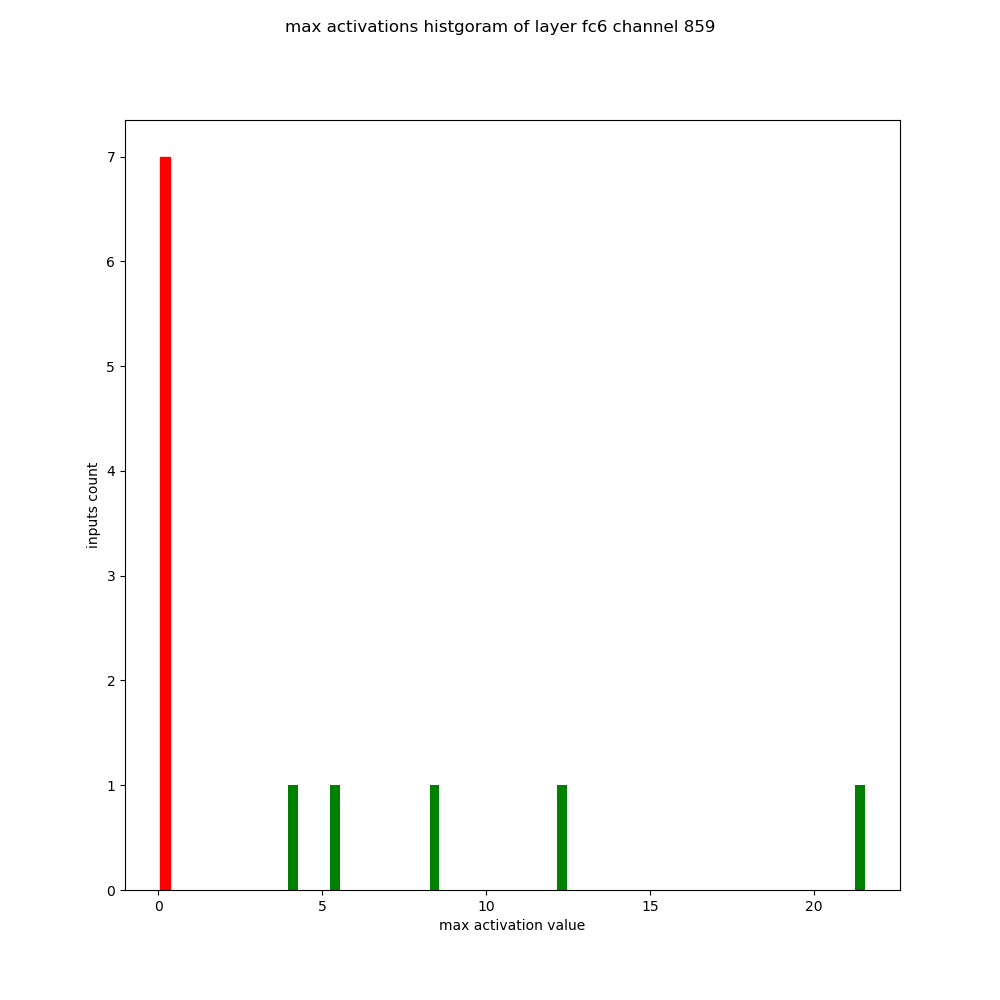 max activations histgoram of layer fc6 channel 859
7
6
5
4
3
2
1
0
inputs count
0 5 10 15 20
max activation value